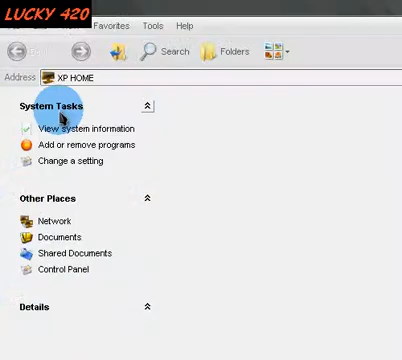 LUCKY 420
Favorites Tools Help
Search Folders
Address XP HOME
System Tasks
View system information
Add or remove programs
Change a setting
Other Places
Network
Documents
Shared Documents
Control Panel
Details